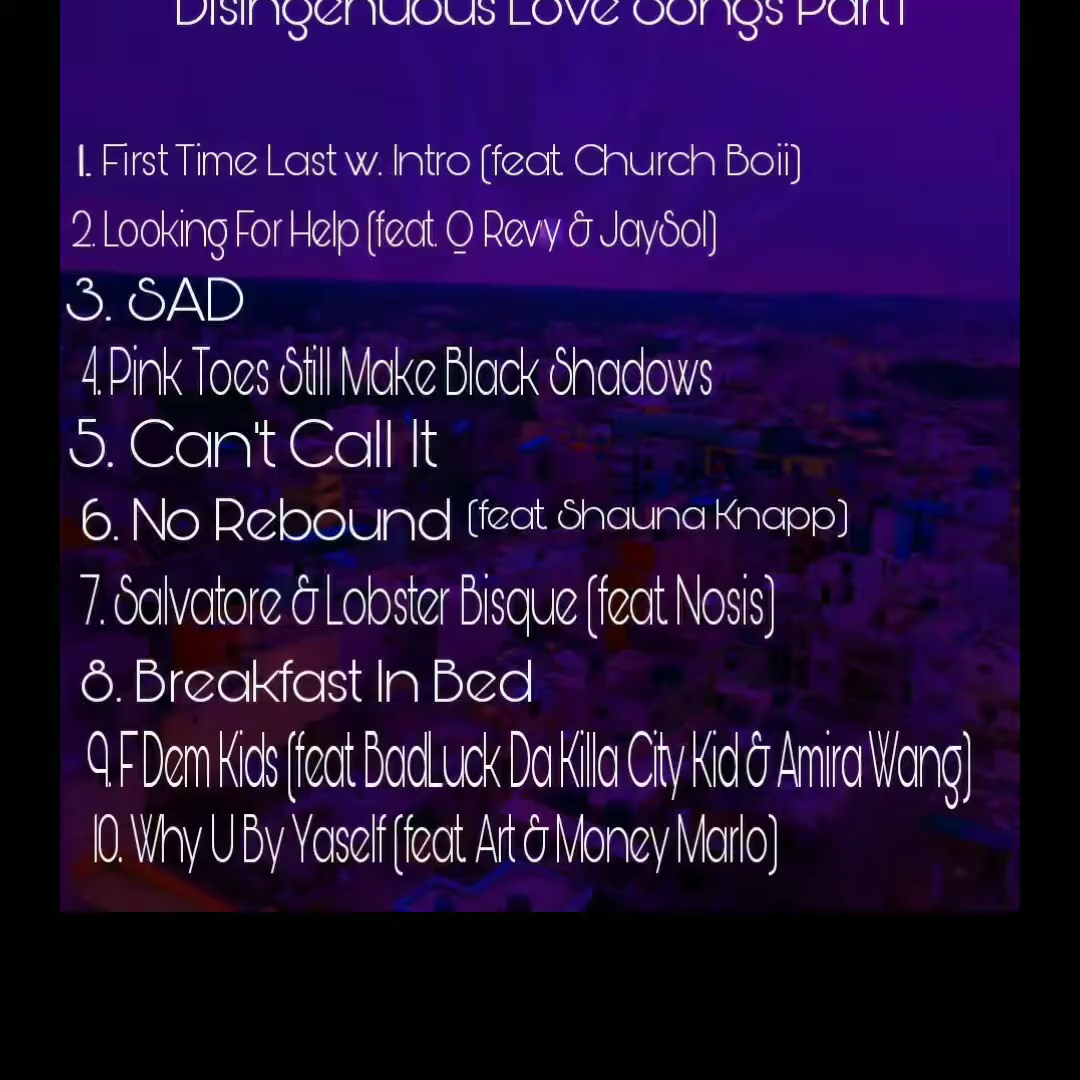 Disingenuous Love Songs Part 1
1. First Time Last w. Intro (feat. Church Boii)
2. Looking For Help (feat. Q Revy & JaySol)
3. SAD
4. Pink Toes Still Make Black Shadows
5. Can't Call It
6. No Rebound (feat. Shauna Knapp)
7. Salvatore & Lobster Bisque (feat. Nosis)
8. Breakfast In Bed
9. F Dem Kids (feat. BadLuck Da Killa City Kid & Amira Wang)
10. Why U By Yaself (feat. Art & Money Marlo)